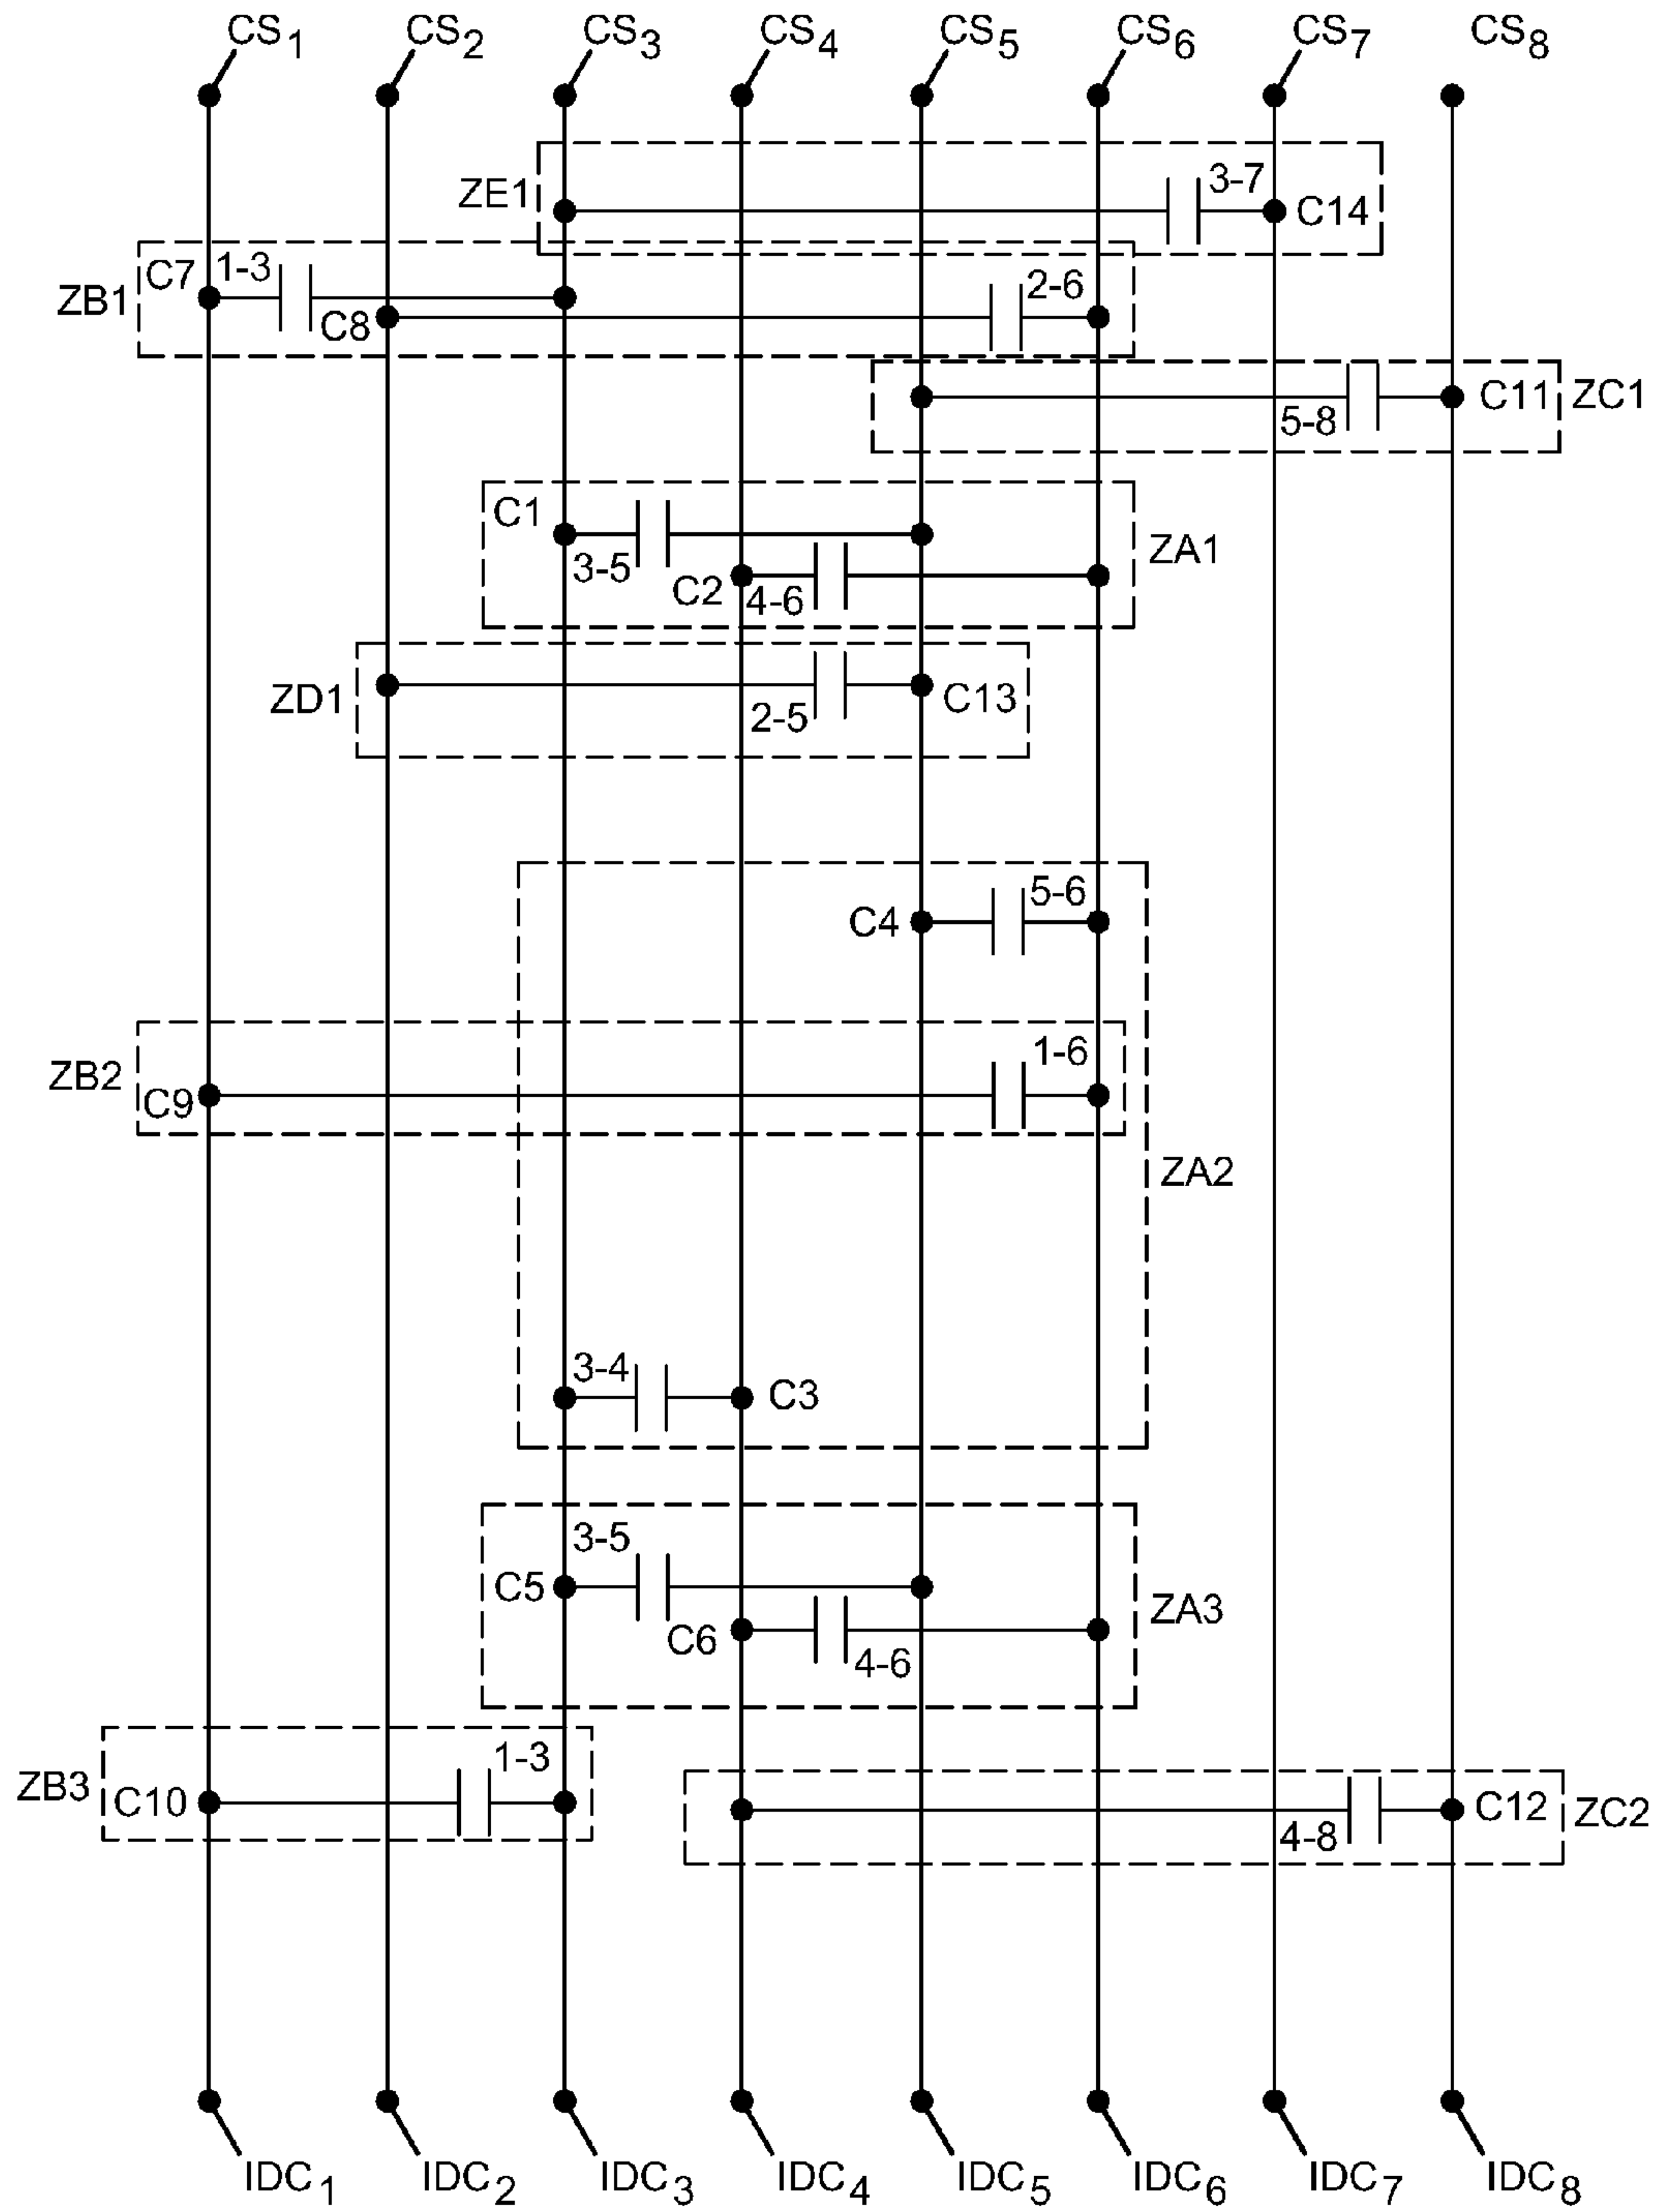 CS1 CS2 CS3 CS4 CS5 CS6 CS7 CS8
ZE1
3-7
C14
ZB1
C7
1-3
C8
2-6
5-8
C11
ZC1
C1
3-5
C2
4-6
ZA1
ZD1
2-5
C13
C4
5-6
ZB2
C9
1-6
ZA2
3-4
C3
3-5
C5
C6
4-6
ZA3
ZB3
C10
1-3
4-8
C12
ZC2
IDC1 IDC2 IDC3 IDC4 IDC5 IDC6 IDC7 IDC8